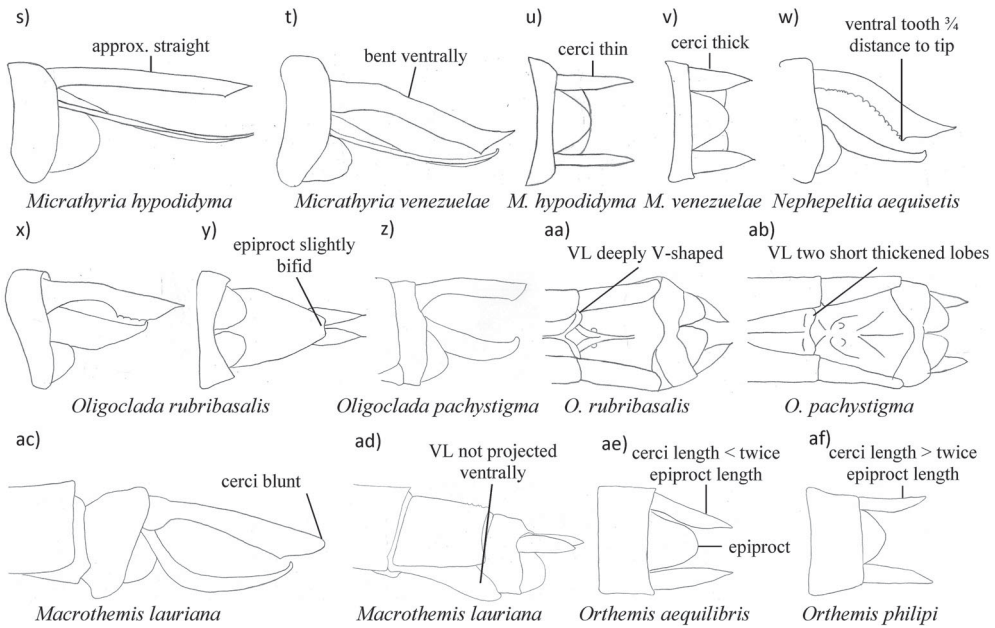 s)
approx. straight
Micrathyria hypodidyma
t)
bent ventrally
Micrathyria venezuelae
u)
cerci thin
M. hypodidyma
v)
cerci thick
M. venezuelae
w)
ventral tooth ¾
distance to tip
Nephepeltia aequisetis
x)
Oligoclada rubribasalis
y)
epiproct slightly
bifid
z)
Oligoclada pachystigma
aa)
VL deeply V-shaped
O. rubribasalis
ab)
VL two short thickened lobes
O. pachystigma
ac)
cerci blunt
Macrothemis lauriana
ad)
VL not projected
ventrally
Macrothemis lauriana
ae)
cerci length < twice
epiproct length
epiproct
Orthemis aequilibris
af)
cerci length > twice
epiproct length
Orthemis philipi